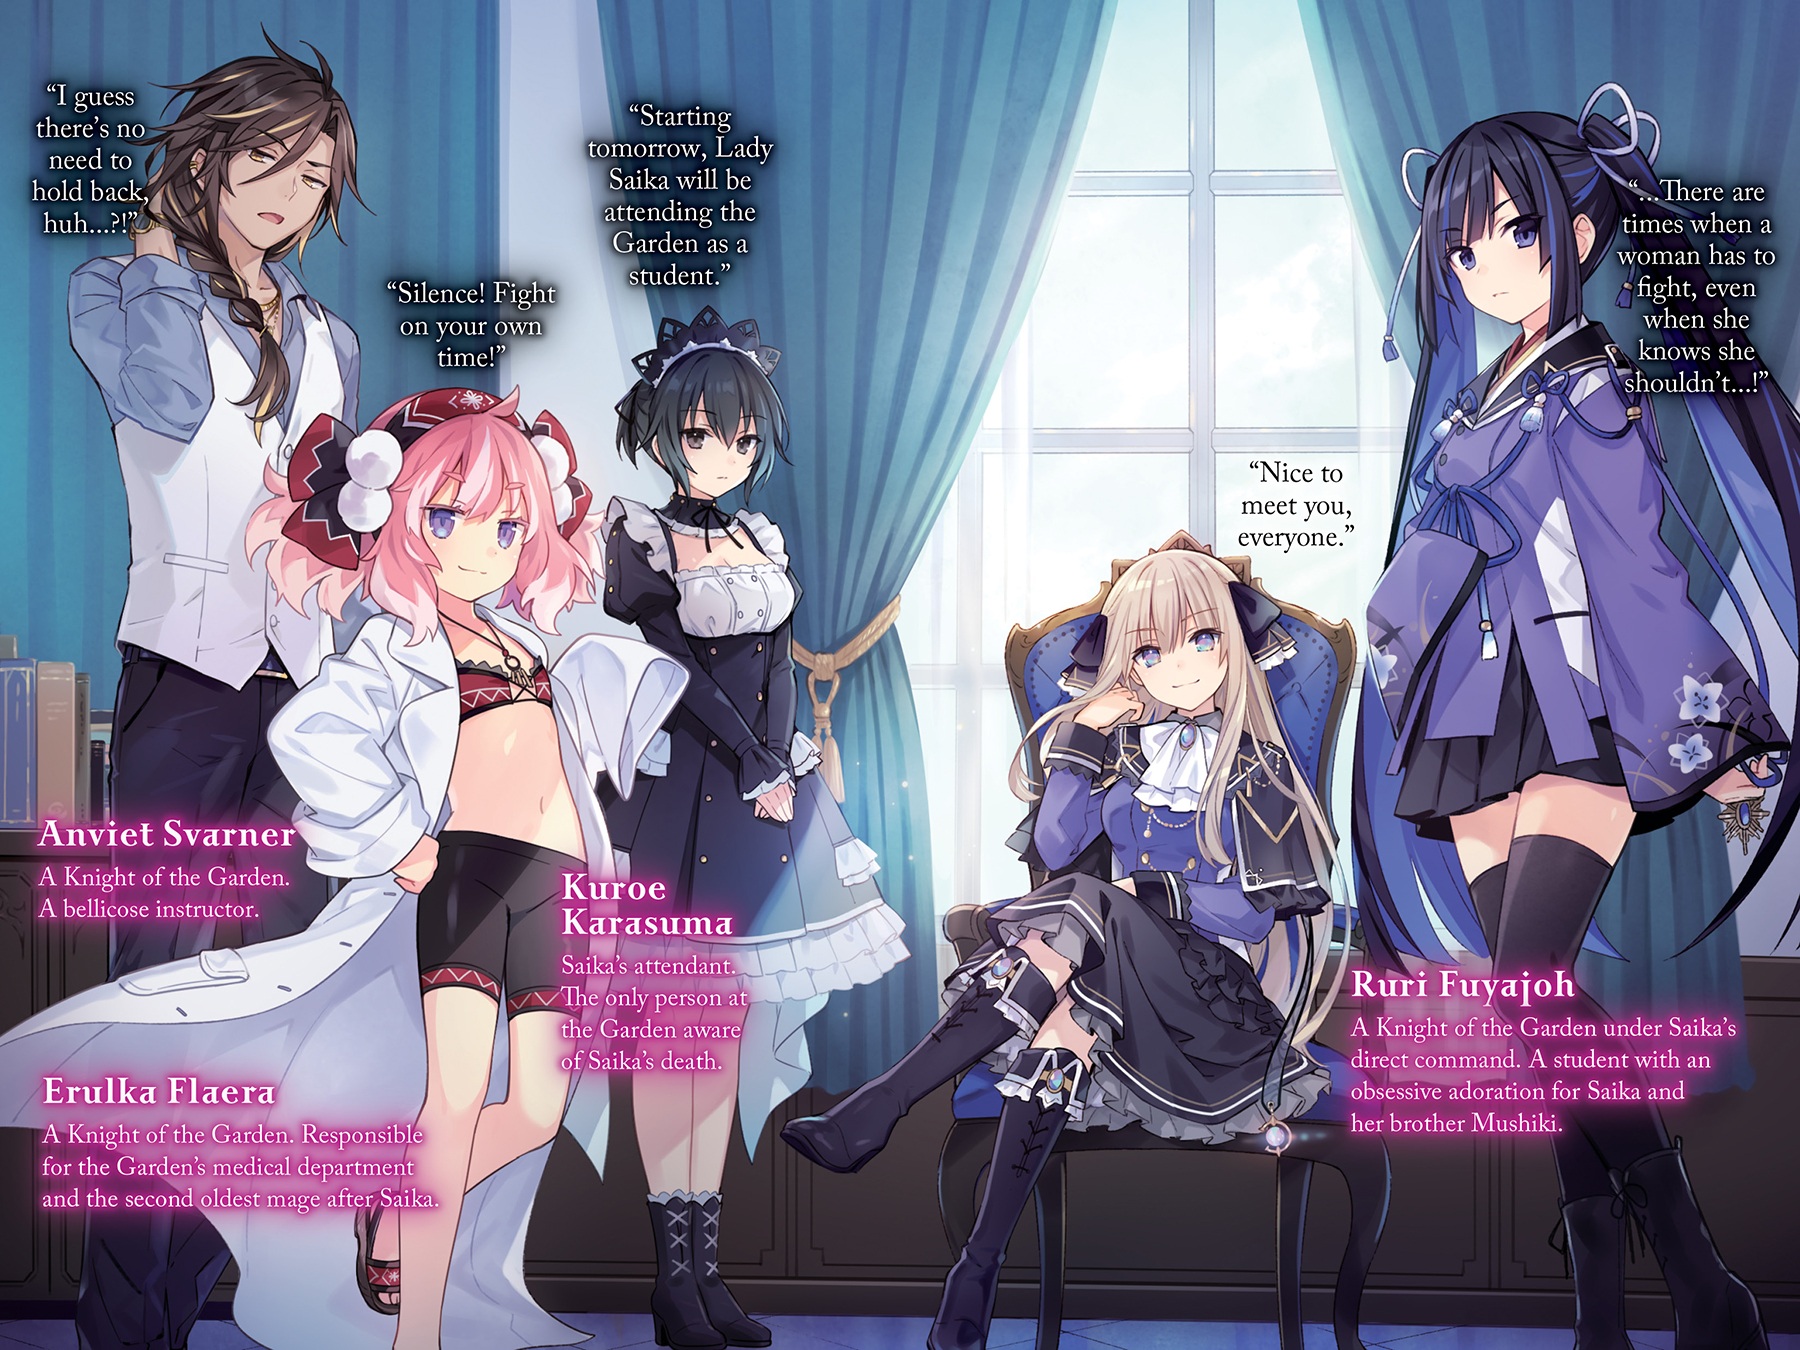 “I guess
there’s no
need to
hold back,
huh...?!”
“Silence! Fight
on your own
time!”
“Starting
tomorrow, Lady
Saika will be
attending the
Garden as a
student.”
“Nice to
meet you,
everyone.”
“...There are
times when a
woman has to
fight, even
when she
knows she
shouldn’t...!”
Anviet Svarner
A Knight of the Garden.
A bellicose instructor.
Erulka Flaera
A Knight of the Garden. Responsible
for the Garden’s medical department
and the second oldest mage after Saika.
Kuroe
Karasuma
Saika’s attendant.
The only person at
the Garden aware
of Saika’s death.
Ruri Fuyajoh
A Knight of the Garden under Saika’s
direct command. A student with an
obsessive adoration for Saika and
her brother Mushiki.